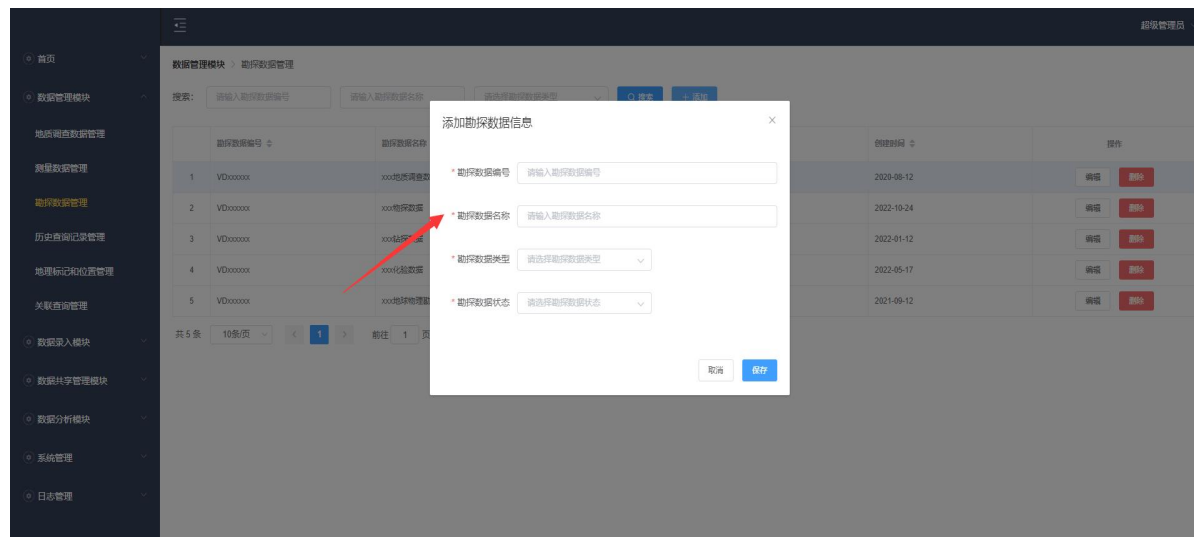 超级管理员
首页
数据管理模块
地质调查数据管理
测量数据管理
勘探数据管理
历史查询记录管理
地理标记和位置管理
关联查询管理
数据录入模块
数据共享管理模块
数据分析模块
系统管理
日志管理
数据管理模块 > 勘探数据管理
搜索: 请输入勘探数据编号 请输入勘探数据名称 请选择勘探数据类型 搜索 + 添加
勘探数据编号 勘探数据名称 创建时间 操作
1 VDxxxxxx xxx地质调查数 2020-08-12 编辑 删除
2 VDxxxxxx xxx物探数据 2022-10-24 编辑 删除
3 VDxxxxxx xxx钻探数据 2022-01-12 编辑 删除
4 VDxxxxxx xxx化验数据 2022-05-17 编辑 删除
5 VDxxxxxx xxx地球物理勘 2021-09-12 编辑 删除
共 5 条 10条/页 < 1 > 前往 1 页
添加勘探数据信息 ×
* 勘探数据编号 请输入勘探数据编号
* 勘探数据名称 请输入勘探数据名称
* 勘探数据类型 请选择勘探数据类型
* 勘探数据状态 请选择勘探数据状态
取消 保存